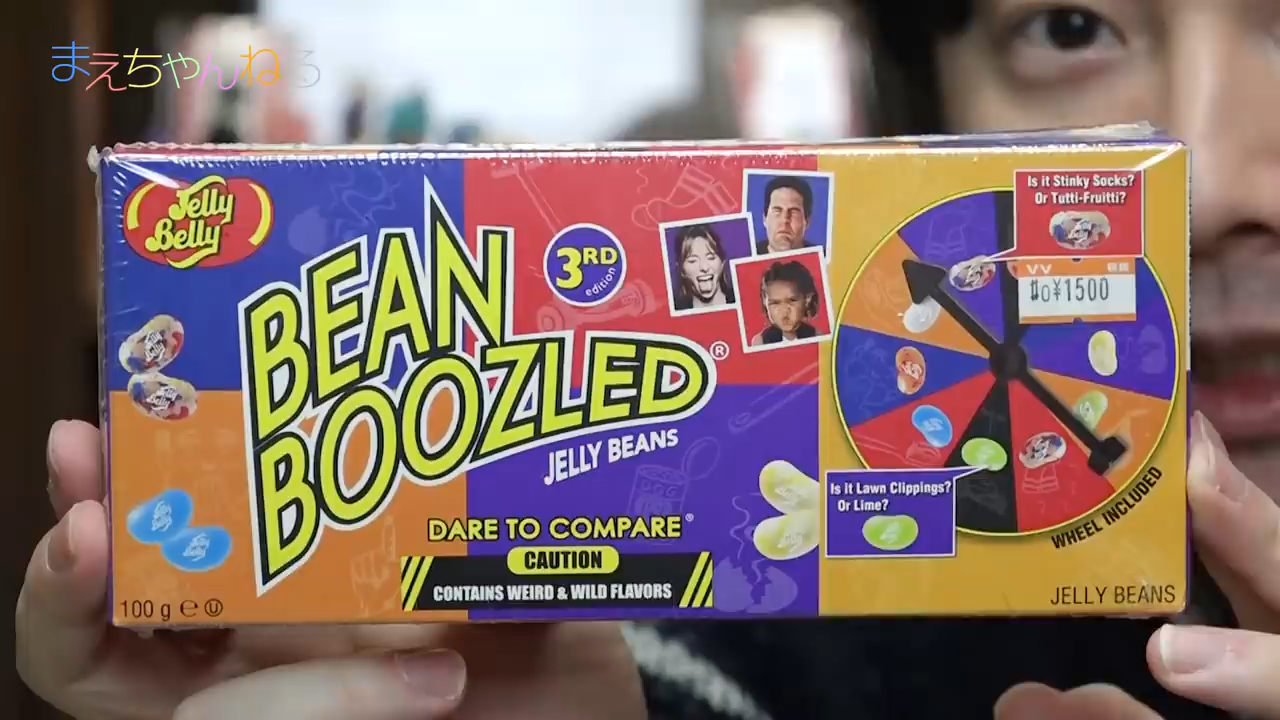 まえちゃんねる
Jelly
Belly
BEAN
BOOZLED®
JELLY BEANS
3RD
edition
DARE TO COMPARE®
CAUTION
CONTAINS WEIRD & WILD FLAVORS
100 g e U
Is it Stinky Socks?
Or Tutti-Fruitti?
VV
¥1500
Is it Lawn Clippings?
Or Lime?
WHEEL INCLUDED
JELLY BEANS